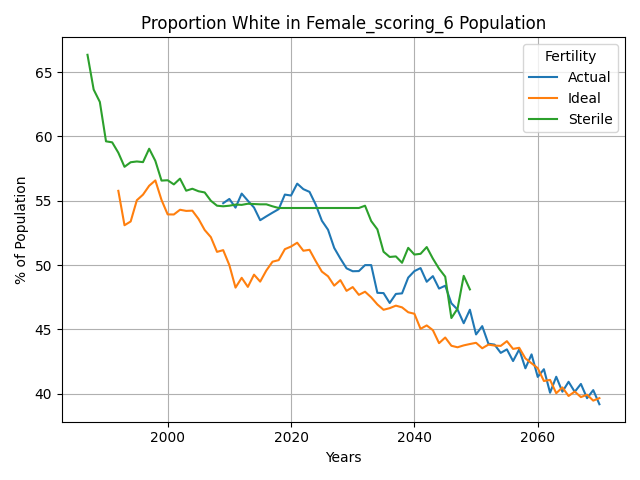 Proportion White in Female_scoring_6 Population
Fertility
Actual
Ideal
Sterile
% of Population
65
60
55
50
45
40
2000
2020
2040
2060
Years